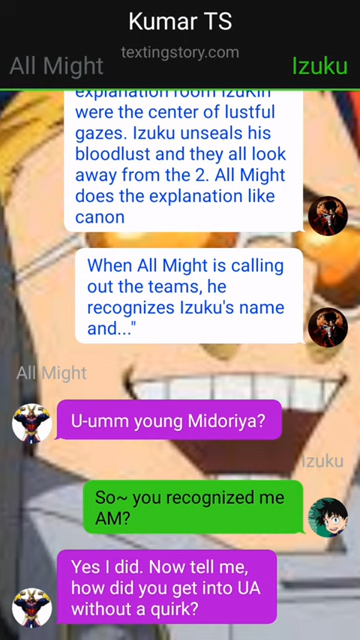 Kumar TS
textingstory.com
All Might
Izuku
explanation room IzuKin
were the center of lustful
gazes. Izuku unseals his
bloodlust and they all look
away from the 2. All Might
does the explanation like
canon
When All Might is calling
out the teams, he
recognizes Izuku's name
and..."
All Might
U-umm young Midoriya?
Izuku
So~ you recognized me
AM?
Yes I did. Now tell me,
how did you get into UA
without a quirk?